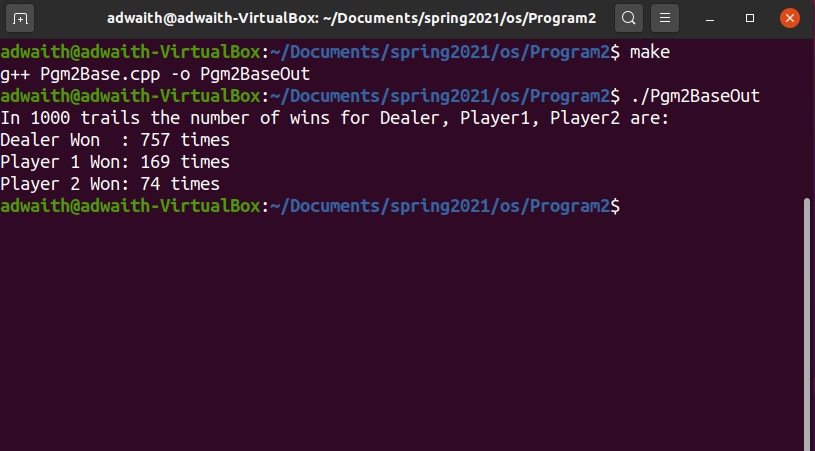 adwaith@adwaith-VirtualBox: ~/Documents/spring2021/os/Program2
adwaith@adwaith-VirtualBox:~/Documents/spring2021/os/Program2$ make
g++ Pgm2Base.cpp -o Pgm2BaseOut
adwaith@adwaith-VirtualBox:~/Documents/spring2021/os/Program2$ ./Pgm2BaseOut
In 1000 trails the number of wins for Dealer, Player1, Player2 are:
Dealer Won  : 757 times
Player 1 Won: 169 times
Player 2 Won: 74 times
adwaith@adwaith-VirtualBox:~/Documents/spring2021/os/Program2$